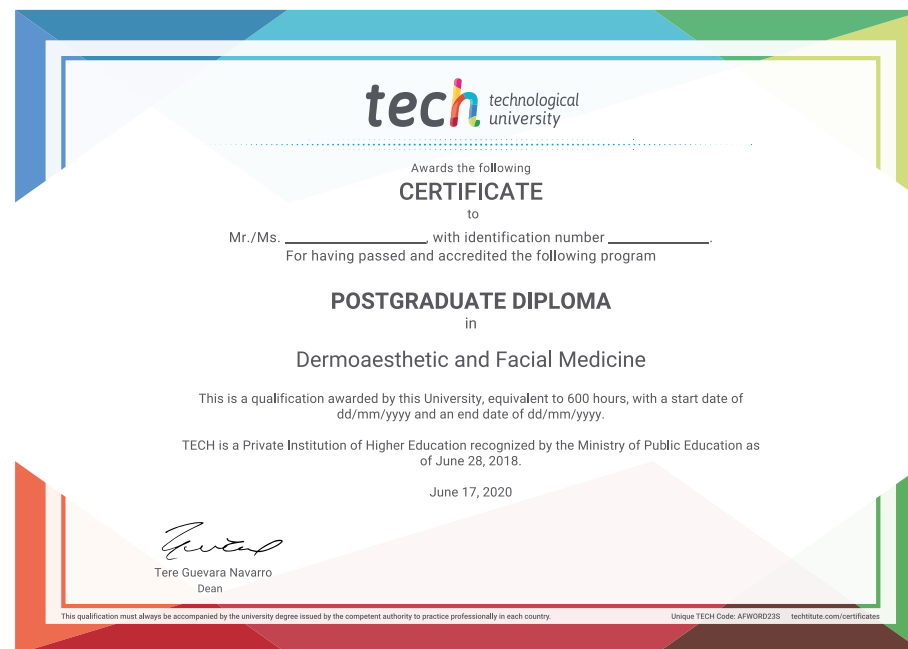 tech technological
university
Awards the following
CERTIFICATE
to
Mr./Ms. ____________, with identification number ____________.
For having passed and accredited the following program
POSTGRADUATE DIPLOMA
in
Dermoaesthetic and Facial Medicine
This is a qualification awarded by this University, equivalent to 600 hours, with a start date of
dd/mm/yyyy and an end date of dd/mm/yyyy.
TECH is a Private Institution of Higher Education recognized by the Ministry of Public Education as
of June 28, 2018.
June 17, 2020
Tere Guevara Navarro
Dean
This qualification must always be accompanied by the university degree issued by the competent authority to practice professionally in each country. Unique TECH Code: AFWORD23S techtitute.com/certificates